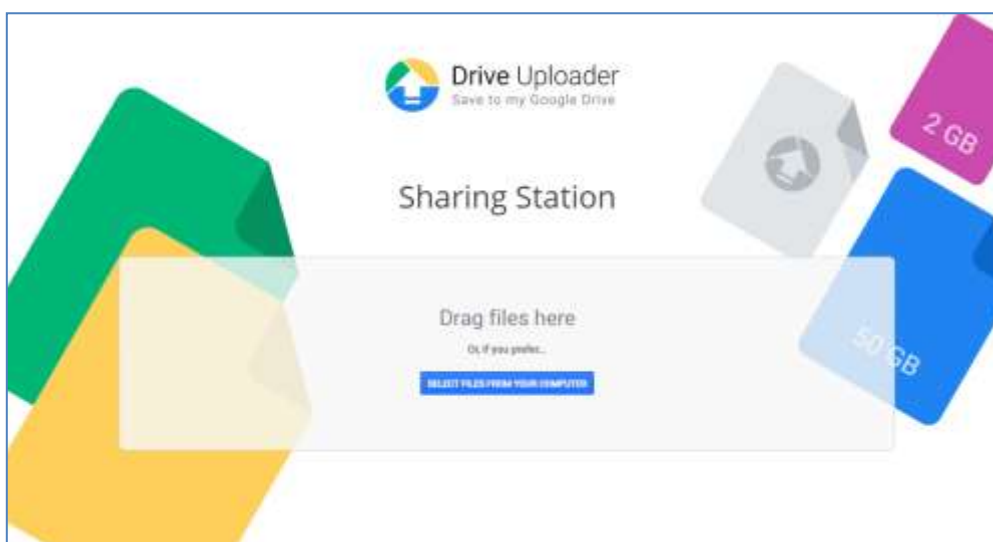 Drive Uploader
Save to my Google Drive
2 GB
Sharing Station
Drag files here
Or, if you prefer...
50 GB
SELECT FILES FROM YOUR COMPUTER